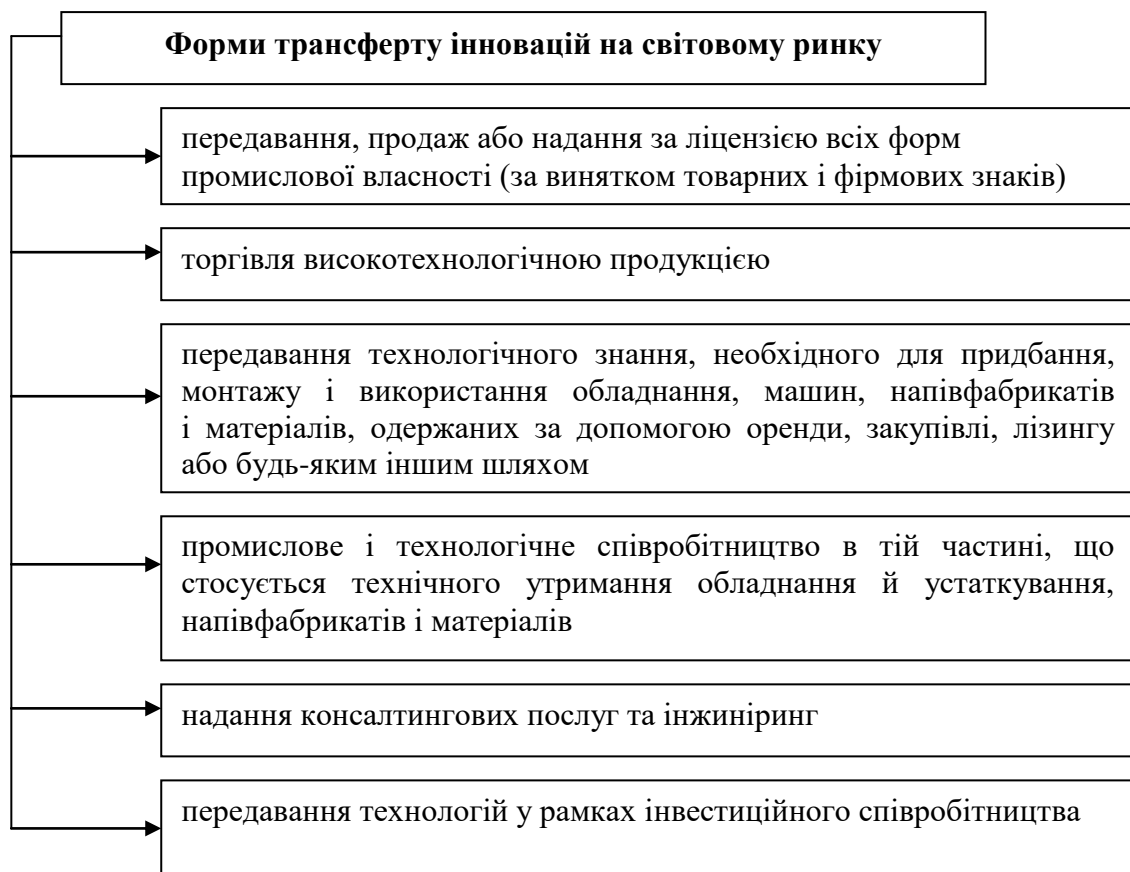 Форми трансферту інновацій на світовому ринку
передавання, продаж або надання за ліцензією всіх форм
промислової власності (за винятком товарних і фірмових знаків)
торгівля високотехнологічною продукцією
передавання технологічного знання, необхідного для придбання,
монтажу і використання обладнання, машин, напівфабрикатів
і матеріалів, одержаних за допомогою оренди, закупівлі, лізингу
або будь-яким іншим шляхом
промислове і технологічне співробітництво в тій частині, що
стосується технічного утримання обладнання й устаткування,
напівфабрикатів і матеріалів
надання консалтингових послуг та інжиніринг
передавання технологій у рамках інвестиційного співробітництва